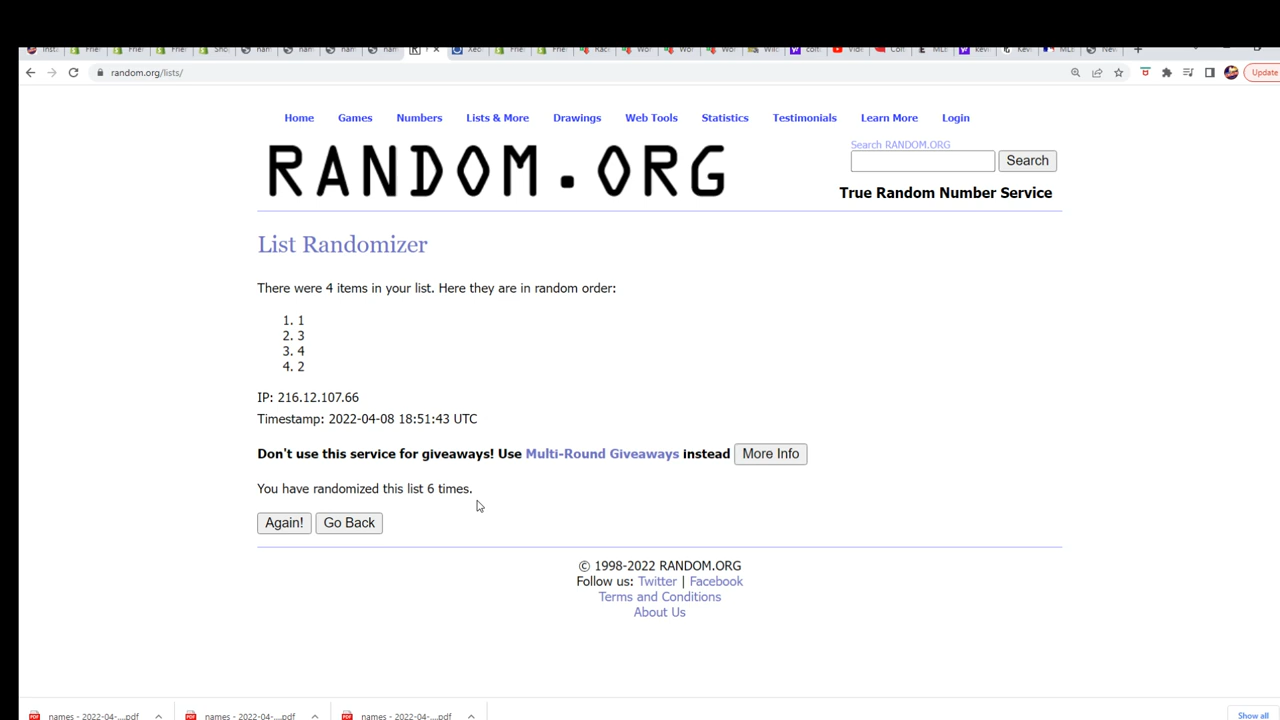 random.org/lists/
Update
Home Games Numbers Lists & More Drawings Web Tools Statistics Testimonials Learn More Login
RANDOM.ORG
Search RANDOM.ORG
Search
True Random Number Service
List Randomizer
There were 4 items in your list. Here they are in random order:
1. 1
2. 3
3. 4
4. 2
IP: 216.12.107.66
Timestamp: 2022-04-08 18:51:43 UTC
Don't use this service for giveaways! Use Multi-Round Giveaways instead More Info
You have randomized this list 6 times.
Again! Go Back
© 1998-2022 RANDOM.ORG
Follow us: Twitter | Facebook
Terms and Conditions
About Us
names - 2022-04-....pdf names - 2022-04-....pdf names - 2022-04-....pdf Show all